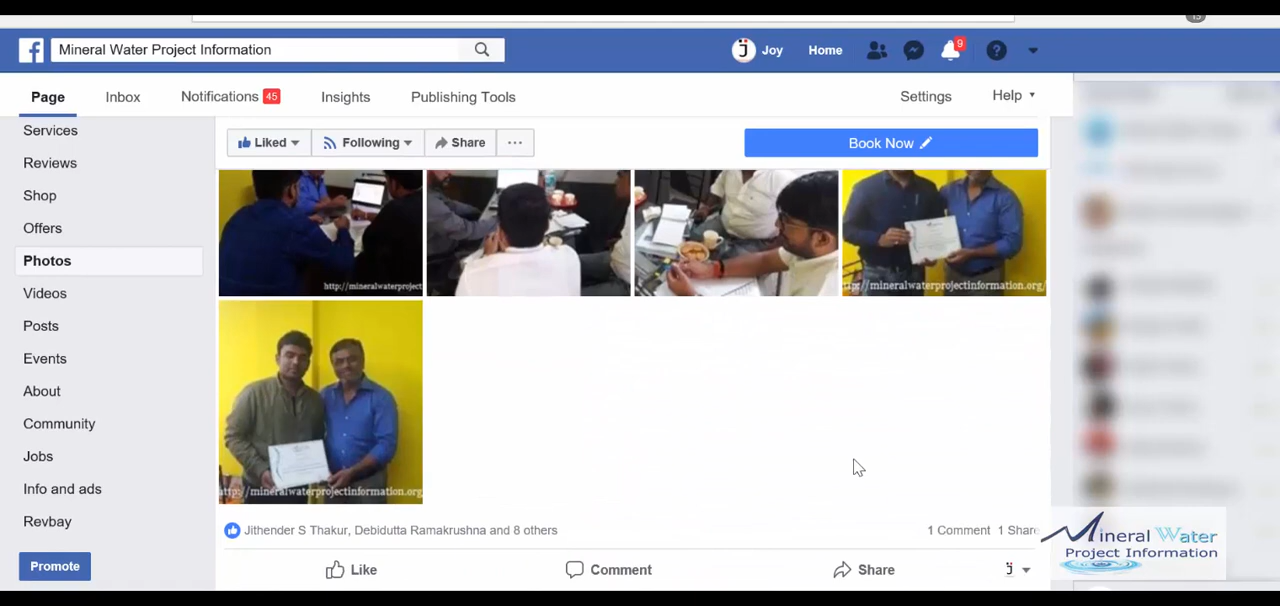 15
Mineral Water Project Information
Joy
Home
9
Page
Inbox
Notifications 45
Insights
Publishing Tools
Settings
Help
Services
Reviews
Shop
Offers
Photos
Videos
Posts
Events
About
Community
Jobs
Info and ads
Revbay
Promote
Liked
Following
Share
Book Now
http://mineralwaterproject
http://mineralwaterprojectinformation.org/
http://mineralwaterprojectinformation.org
Jithender S Thakur, Debidutta Ramakrushna and 8 others
1 Comment 1 Share
Like
Comment
Share
Mineral Water
Project Information